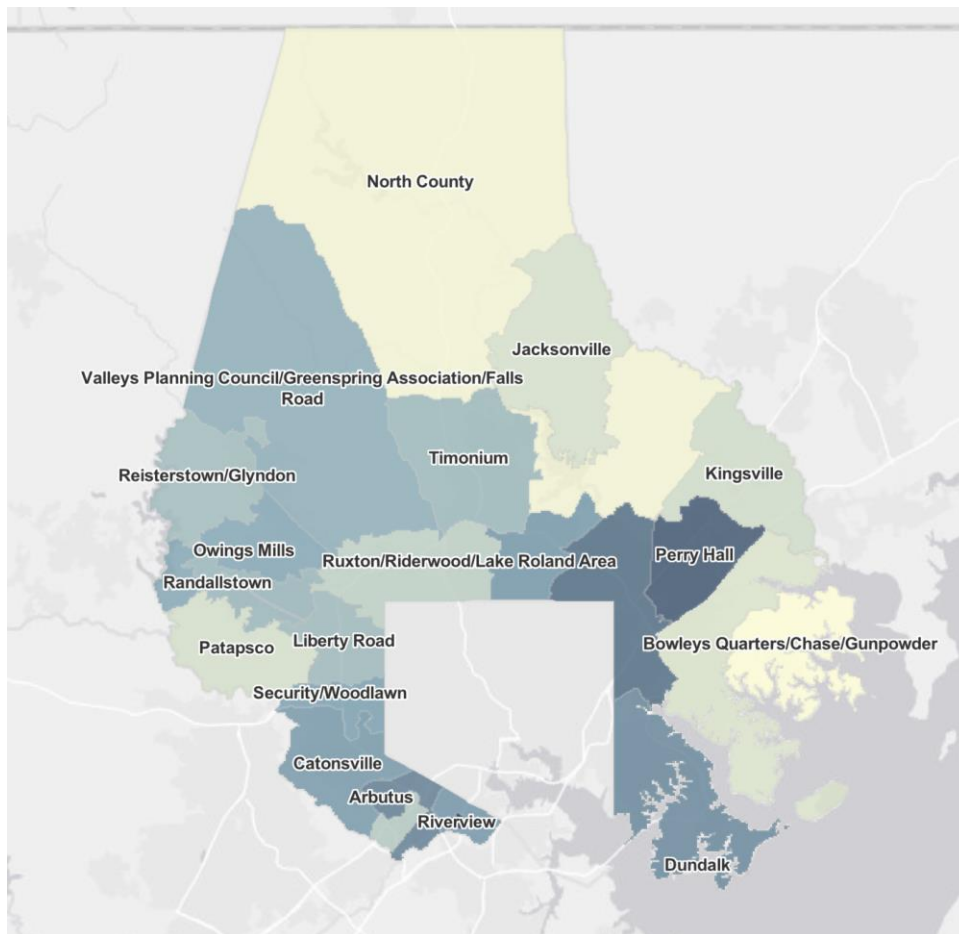 North County
Jacksonville
Valleys Planning Council/Greenspring Association/Falls
Road
Timonium
Reisterstown/Glyndon
Kingsville
Owings Mills
Perry Hall
Ruxton/Riderwood/Lake Roland Area
Randallstown
Liberty Road
Bowleys Quarters/Chase/Gunpowder
Patapsco
Security/Woodlawn
Catonsville
Arbutus
Riverview
Dundalk